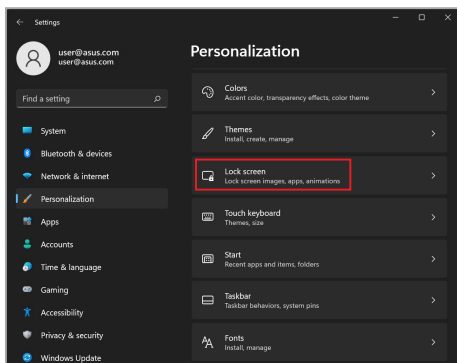 Settings
user@asus.com
user@asus.com
Find a setting
System
Bluetooth & devices
Network & internet
Personalization
Apps
Accounts
Time & language
Gaming
Accessibility
Privacy & security
Windows Update
Personalization
Colors
Accent color, transparency effects, color theme
Themes
Install, create, manage
Lock screen
Lock screen images, apps, animations
Touch keyboard
Themes, size
Start
Recent apps and items, folders
Taskbar
Taskbar behaviors, system pins
Fonts
Install, manage